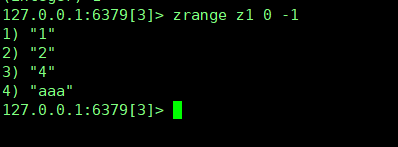 127.0.0.1:6379[3]> zrange z1 0 -1
1) "1"
2) "2"
3) "4"
4) "aaa"
127.0.0.1:6379[3]>